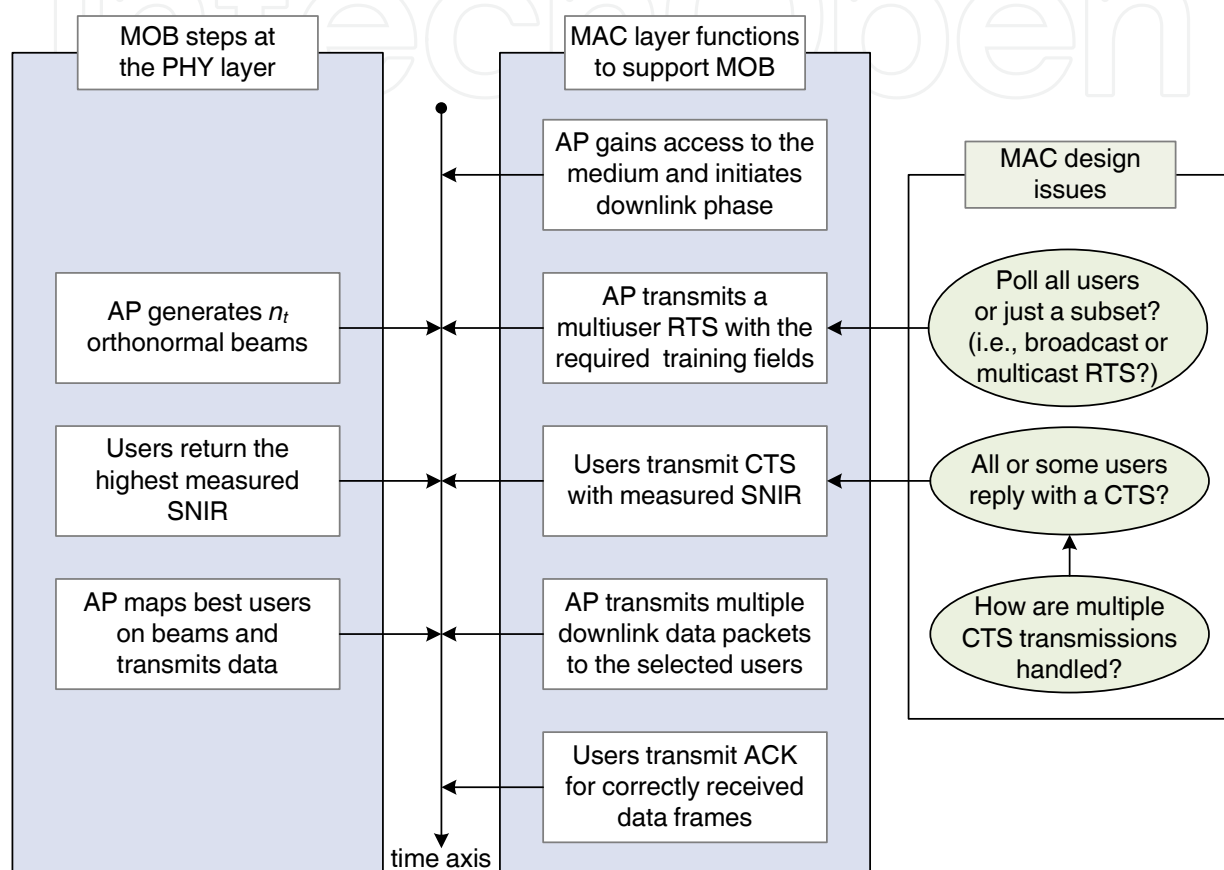 IntechOpen
MOB steps at
the PHY layer
MAC layer functions
to support MOB
AP gains access to the
medium and initiates
downlink phase
MAC design
issues
AP generates nt
orthonormal beams
AP transmits a
multiuser RTS with the
required training fields
Poll all users
or just a subset?
(i.e., broadcast or
multicast RTS?)
Users return the
highest measured
SNIR
Users transmit CTS
with measured SNIR
All or some users
reply with a CTS?
AP maps best users
on beams and
transmits data
AP transmits multiple
downlink data packets
to the selected users
How are multiple
CTS transmissions
handled?
Users transmit ACK
for correctly received
data frames
time axis